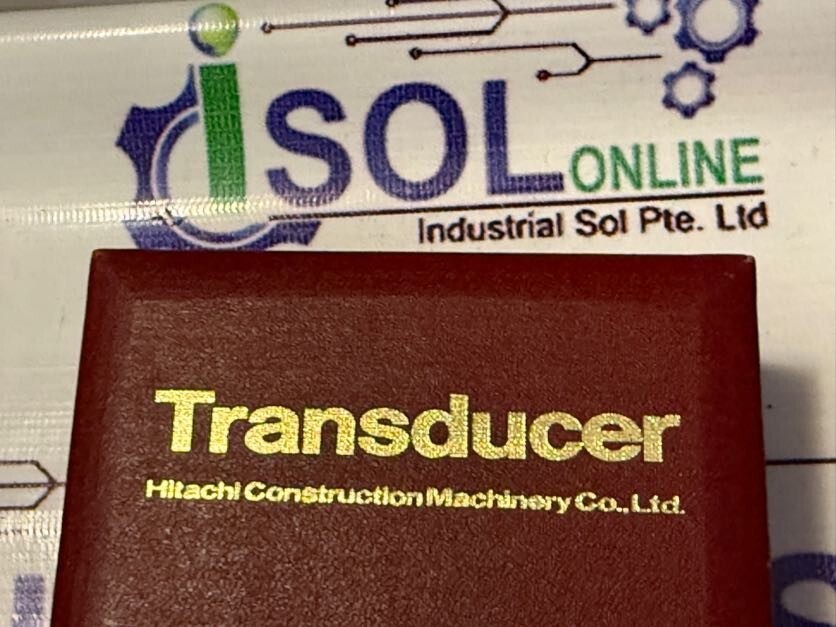 iSOL ONLINE
Industrial Sol Pte. Ltd
Transducer
Hitachi Construction Machinery Co., Ltd.